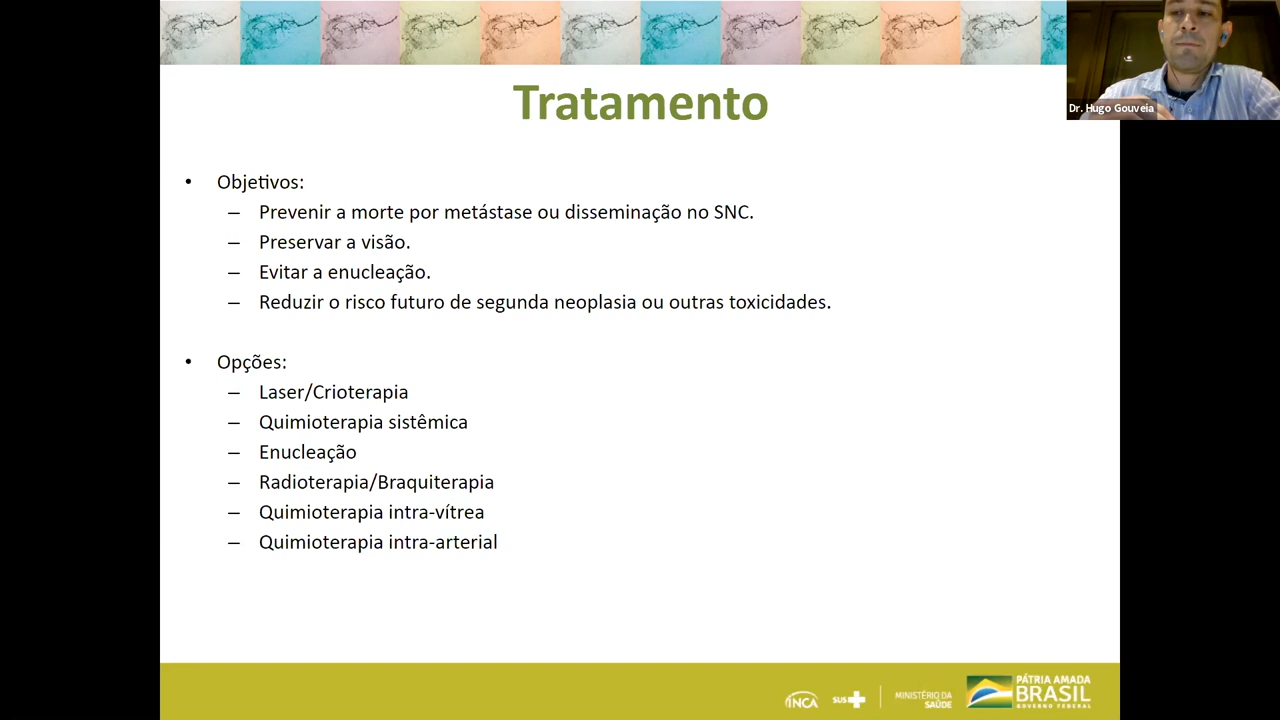 Dr. Hugo Gouveia
Tratamento
• Objetivos:
– Prevenir a morte por metástase ou disseminação no SNC.
– Preservar a visão.
– Evitar a enucleação.
– Reduzir o risco futuro de segunda neoplasia ou outras toxicidades.
• Opções:
– Laser/Crioterapia
– Quimioterapia sistêmica
– Enucleação
– Radioterapia/Braquiterapia
– Quimioterapia intra-vítrea
– Quimioterapia intra-arterial
INCA
SUS
MINISTÉRIO DA
SAÚDE
PÁTRIA AMADA
BRASIL
GOVERNO FEDERAL